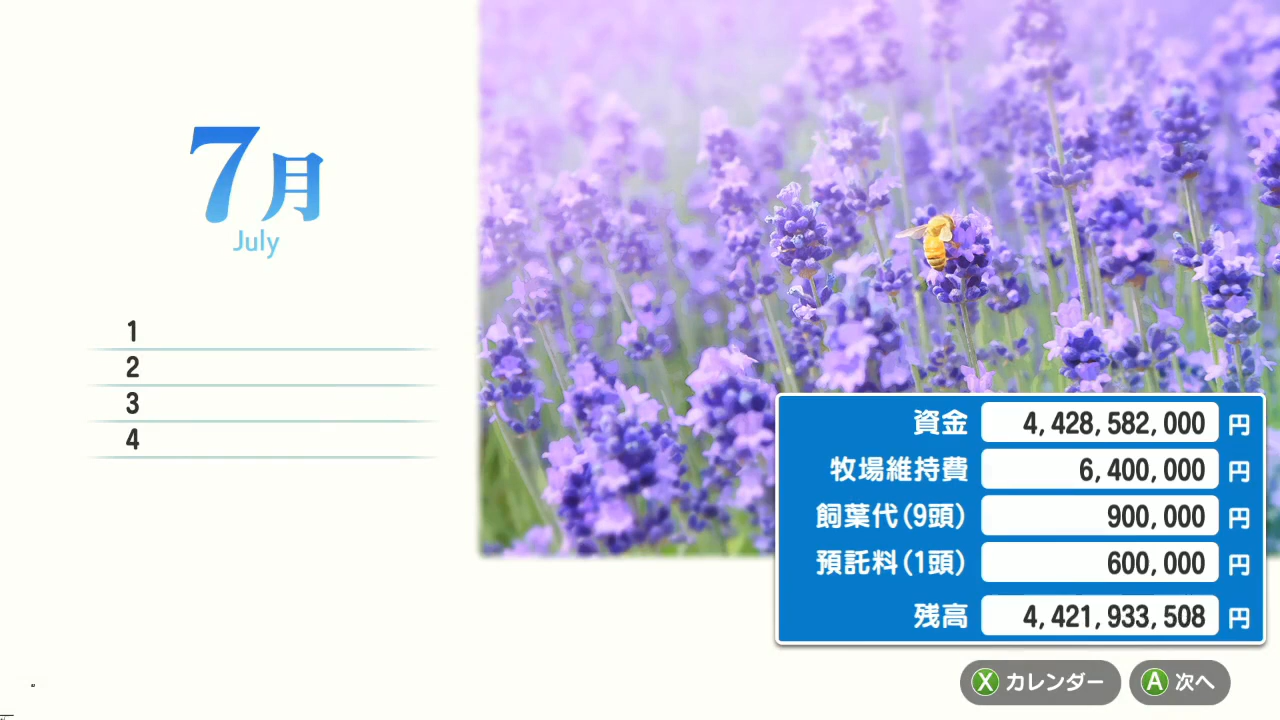 7月
July
1
2
3
4
資金 4,428,582,000 円
牧場維持費 6,400,000 円
飼葉代(9頭) 900,000 円
預託料(1頭) 600,000 円
残高 4,421,933,508 円
X カレンダー A 次へ